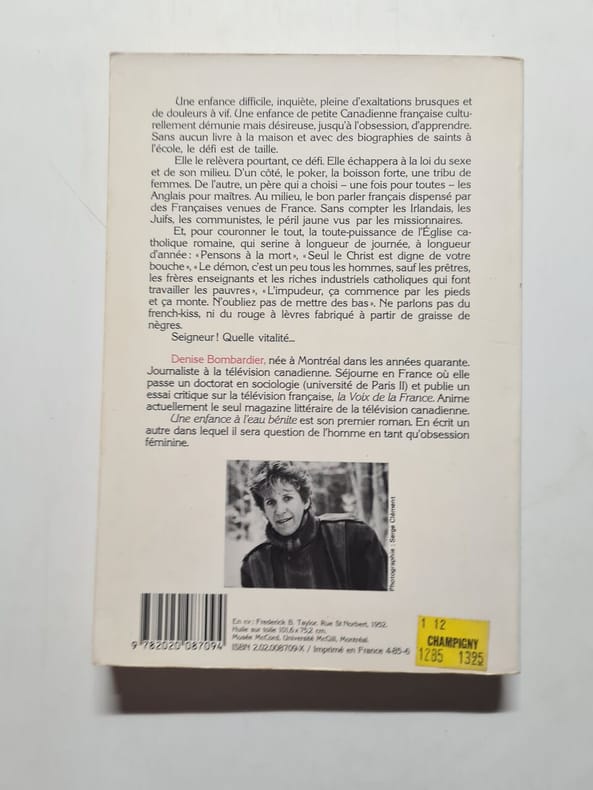 Une enfance difficile, inquiète, pleine d'exaltations brusques et
de douleurs à vif. Une enfance de petite Canadienne française cultu-
rellement démunie mais désireuse, jusqu'à l'obsession, d'apprendre.
Sans aucun livre à la maison et avec des biographies de saints à
l'école, le défi est de taille.
Elle le relèvera pourtant, ce défi. Elle échappera à la loi du sexe
et de son milieu. D'un côté, le poker, la boisson forte, une tribu de
femmes. De l'autre, un père qui a choisi – une fois pour toutes – les
Anglais pour maîtres. Au milieu, le bon parler français dispensé par
des Françaises venues de France. Sans compter les Irlandais, les
Juifs, les communistes, le péril jaune vus par les missionnaires.
Et, pour couronner le tout, la toute-puissance de l'Église ca-
tholique romaine, qui serine à longueur de journée, à longueur
d'année : « Pensons à la mort », « Seul le Christ est digne de votre
bouche », « Le démon, c'est un peu tous les hommes, sauf les prêtres,
les frères enseignants et les riches industriels catholiques qui font
travailler les pauvres », « L'impudeur, ça commence par les pieds
et ça monte. N'oubliez pas de mettre des bas ». Ne parlons pas du
french-kiss, ni du rouge à lèvres fabriqué à partir de graisse de
nègres.
Seigneur ! Quelle vitalité...
Denise Bombardier, née à Montréal dans les années quarante.
Journaliste à la télévision canadienne. Séjourne en France où elle
passe un doctorat en sociologie (université de Paris II) et publie un
essai critique sur la télévision française, la Voix de la France. Anime
actuellement le seul magazine littéraire de la télévision canadienne.
Une enfance à l'eau bénite est son premier roman. En écrit un
autre dans lequel il sera question de l'homme en tant qu'obsession
féminine.
Photographie : Serge Clément
En cv : Frederick B. Taylor. Rue St Norbert, 1952.
Huile sur toile 101,6 x 75,2 cm.
Musée McCord, Université McGill, Montréal.
ISBN 2.02.008709-X / Imprimé en France 4-85-6
9 782020 087094
1 12
CHAMPIGNY
1285 1395